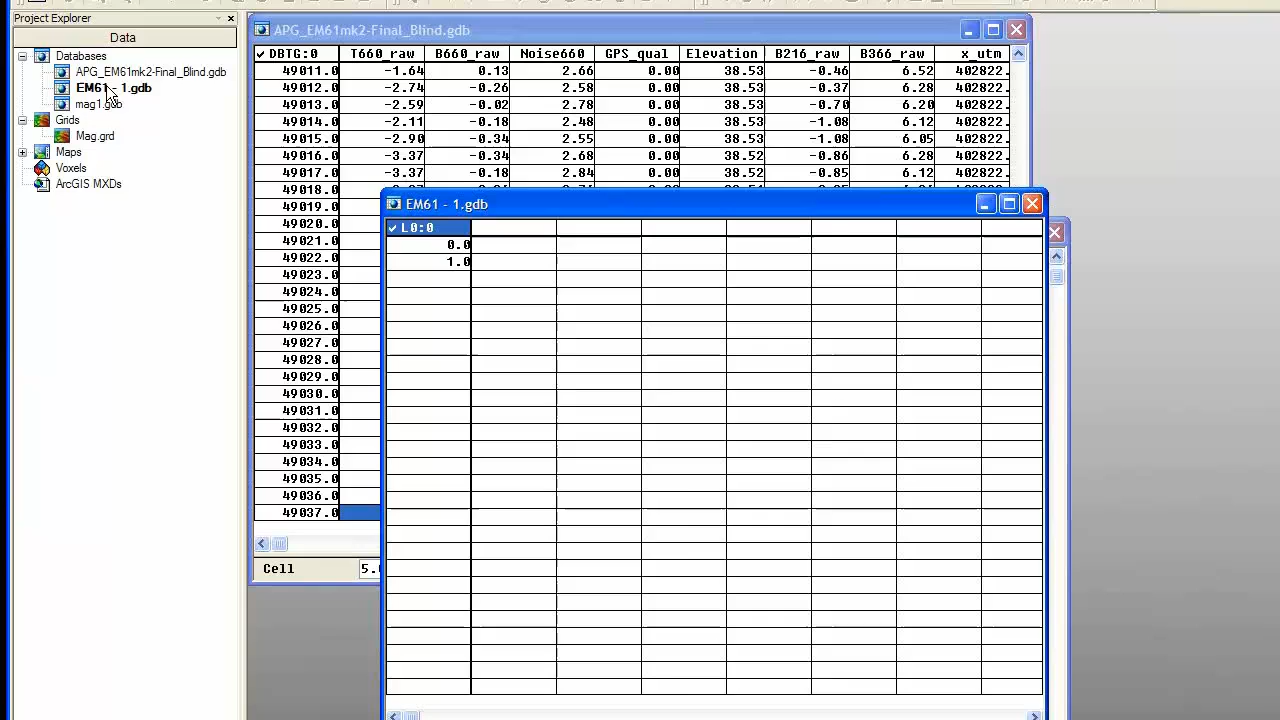 Project Explorer
Data
Databases
APG_EM61mk2-Final_Blind.gdb
EM61 - 1.gdb
Grids
Mag.grd
Maps
Voxels
ArcGIS MXDs
APG_EM61mk2-Final_Blind.gdb
DBTG:0 T660_raw B660_raw Noise660 GPS_qual Elevation B216_raw B366_raw x_utm
49011.0 -1.64 0.13 2.66 0.00 38.53 -0.46 6.52 402822.
49012.0 -2.74 -0.26 2.58 0.00 38.53 -0.37 6.28 402822.
49013.0 -2.59 -0.02 2.78 0.00 38.53 -0.70 6.20 402822.
49014.0 -2.11 -0.18 2.48 0.00 38.53 -1.08 6.12 402822.
49015.0 -2.90 -0.34 2.55 0.00 38.53 -1.08 6.05 402822.
49016.0 -3.37 -0.34 2.68 0.00 38.52 -0.86 6.28 402822.
49017.0 -3.37 -0.18 2.84 0.00 38.52 -0.85 6.12 402822.
49018.0
49019.0
49020.0
49021.0
49022.0
49023.0
49024.0
49025.0
49026.0
49027.0
49028.0
49029.0
49030.0
49031.0
49032.0
49033.0
49034.0
49035.0
49036.0
49037.0
Cell
EM61 - 1.gdb
L0:0
0.0
1.0